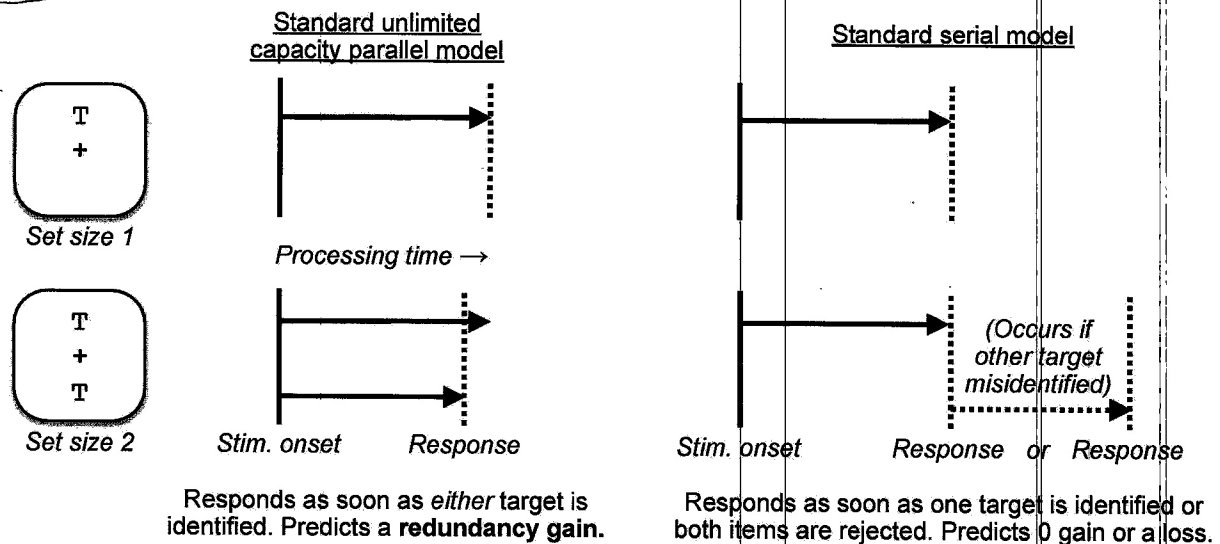 Standard unlimited
capacity parallel model
Standard serial model
T
+
Set size 1
Processing time →
T
+
T
Set size 2
(Occurs if
other target
misidentified)
Stim. onset
Response
Stim. onset
Response or Response
Responds as soon as either target is
identified. Predicts a redundancy gain.
Responds as soon as one target is identified or
both items are rejected. Predicts 0 gain or a loss.